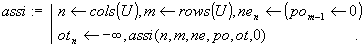 assi := | n ← cols(U), m ← rows(U), ne_n ← (po_{m-1} ← 0)
| ot_n ← -∞, assi(n, m, ne, po, ot, 0) .